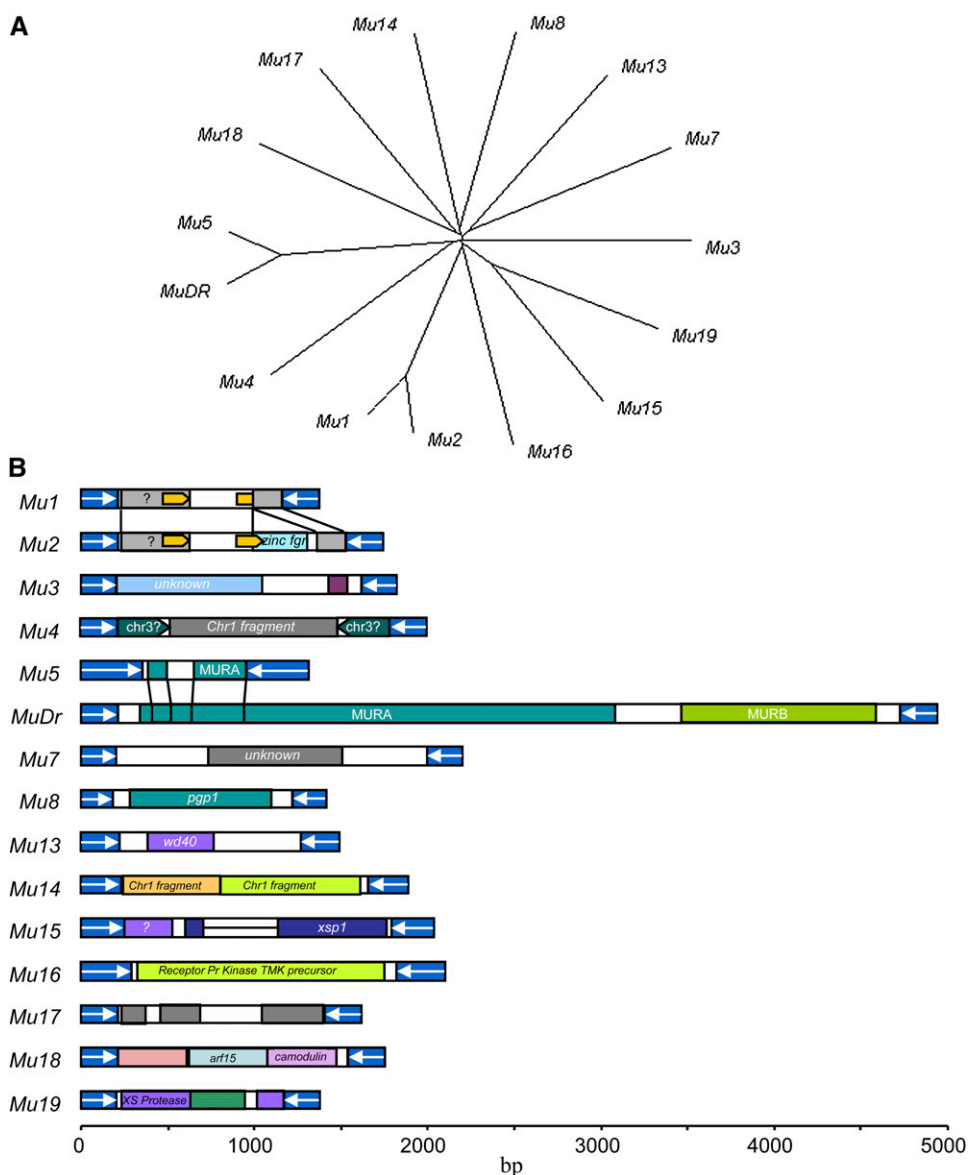 A
Mu14
Mu8
Mu17
Mu13
Mu18
Mu7
Mu5
Mu3
MuDR
Mu19
Mu4
Mu15
Mu1
Mu2
Mu16
B
Mu1 ?
Mu2 ? zinc fgr
Mu3 unknown
Mu4 chr3? Chr1 fragment chr3?
Mu5 MURA
MuDr MURA MURB
Mu7 unknown
Mu8 pgp1
Mu13 wd40
Mu14 Chr1 fragment Chr1 fragment
Mu15 ? xsp1
Mu16 Receptor Pr Kinase TMK precursor
Mu17
Mu18 arf15 camodulin
Mu19 XS Protease
0 1000 2000 3000 4000 5000
bp